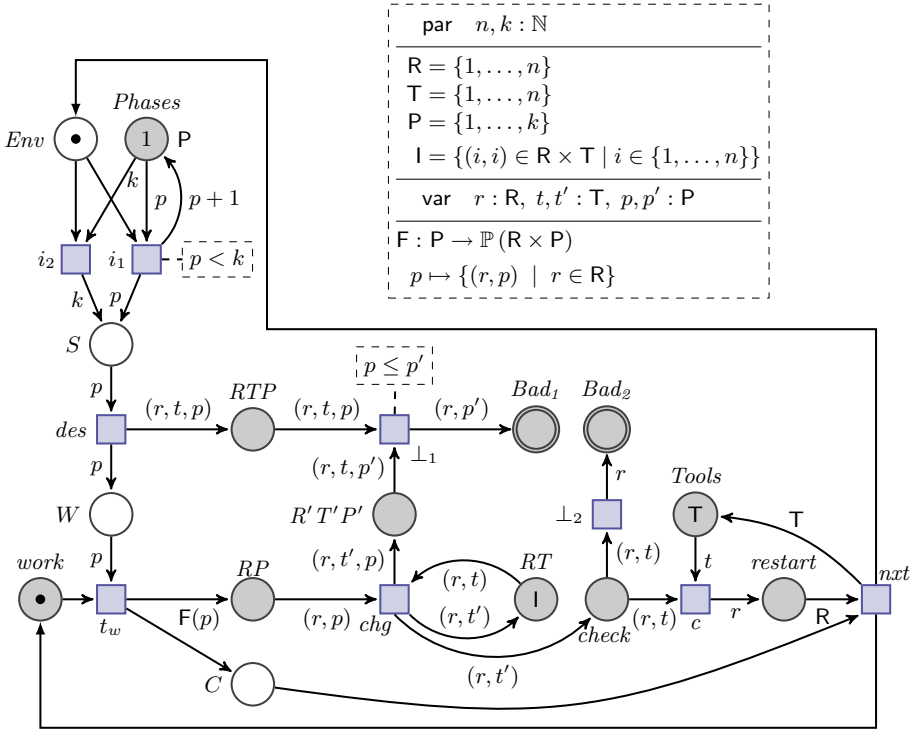 par n, k : ℕ
R = {1, . . . , n}
T = {1, . . . , n}
P = {1, . . . , k}
I = {(i, i) ∈ R × T | i ∈ {1, . . . , n}}
var r : R, t, t′ : T, p, p′ : P
F : P → ℙ (R × P)
p ↦ {(r, p) | r ∈ R}
Phases
Env
1
P
k
p
p + 1
i₂
i₁
p < k
k
p
S
p
p ≤ p′
RTP
Bad₁
Bad₂
(r, t, p)
(r, t, p)
(r, p′)
des
⊥₁
p
(r, t, p′)
r
Tools
W
R′T′P′
⊥₂
T
T
p
(r, t′, p)
(r, t)
t
work
RP
(r, t)
RT
restart
nxt
I
F(p)
(r, p)
(r, t′)
(r, t)
r
R
t_w
chg
check
c
(r, t′)
C